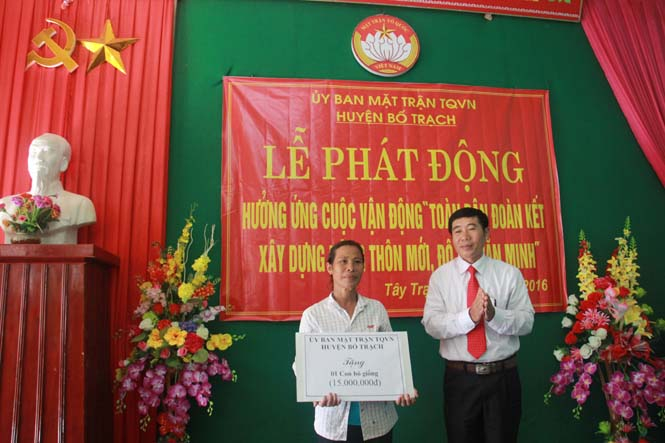 MẶT TRẬN TỔ QUỐC
VIỆT NAM
ỦY BAN MẶT TRẬN TQVN
HUYỆN BỐ TRẠCH
LỄ PHÁT ĐỘNG
HƯỞNG ỨNG CUỘC VẬN ĐỘNG "TOÀN DÂN ĐOÀN KẾT
XÂY DỰNG THÔN MỚI, ĐÔ VĂN MINH"
Tây 2016
ỦY BAN MẶT TRẬN TQVN
HUYỆN BỐ TRẠCH
Tặng
01 Con bò giống
(15.000.000đ)